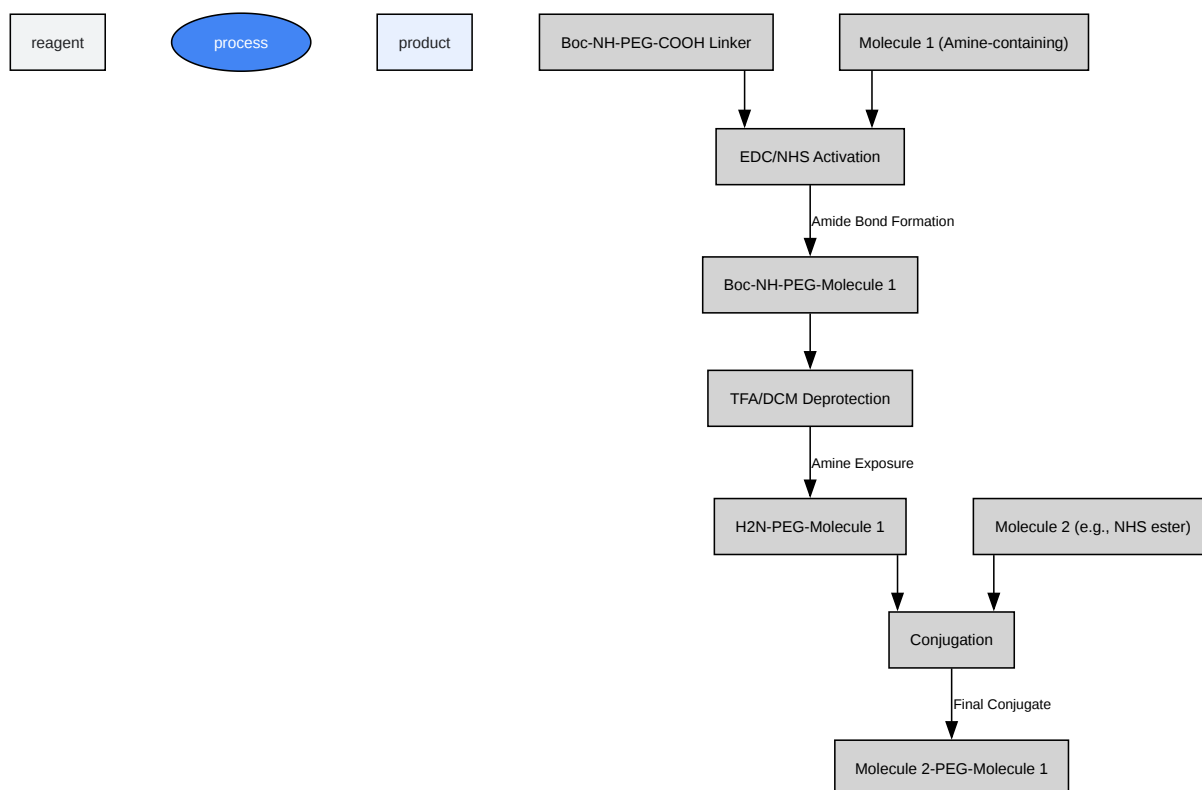 reagent
process
product
Boc-NH-PEG-COOH Linker
Molecule 1 (Amine-containing)
EDC/NHS Activation
Amide Bond Formation
Boc-NH-PEG-Molecule 1
TFA/DCM Deprotection
Amine Exposure
H2N-PEG-Molecule 1
Molecule 2 (e.g., NHS ester)
Conjugation
Final Conjugate
Molecule 2-PEG-Molecule 1